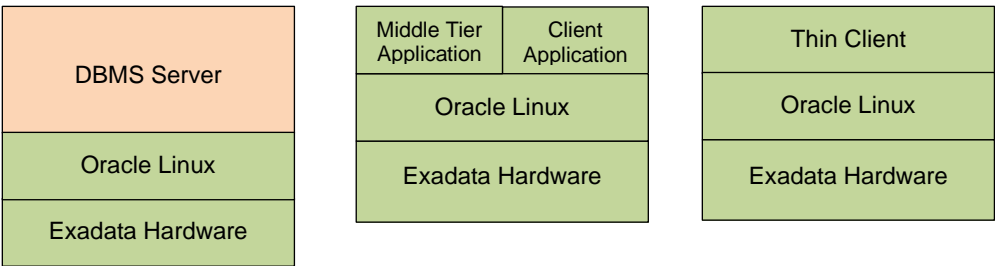 DBMS Server
Oracle Linux
Exadata Hardware
Middle Tier
Application
Client
Application
Oracle Linux
Exadata Hardware
Thin Client
Oracle Linux
Exadata Hardware